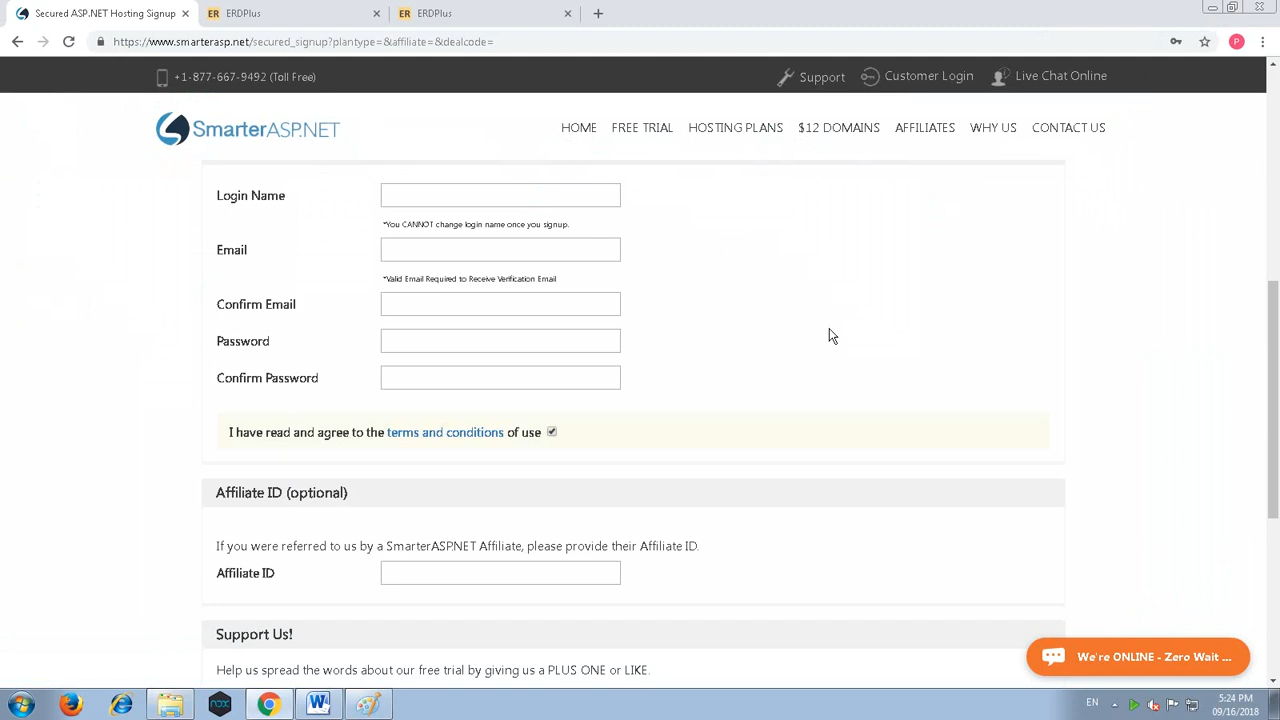 Secured ASP.NET Hosting Signup
ERDPlus
ERDPlus
https://www.smarterasp.net/secured_signup?plantype=&affiliate=&dealcode=
P
+1-877-667-9492 (Toll Free)
Support
Customer Login
Live Chat Online
SmarterASP.NET
HOME
FREE TRIAL
HOSTING PLANS
$12 DOMAINS
AFFILIATES
WHY US
CONTACT US
Login Name
*You CANNOT change login name once you signup.
Email
*Valid Email Required to Receive Verification Email
Confirm Email
Password
Confirm Password
I have read and agree to the terms and conditions of use
Affiliate ID (optional)
If you were referred to us by a SmarterASP.NET Affiliate, please provide their Affiliate ID.
Affiliate ID
Support Us!
Help us spread the words about our free trial by giving us a PLUS ONE or LIKE.
We're ONLINE - Zero Wait ...
nox
EN
5:24 PM
09/16/2018